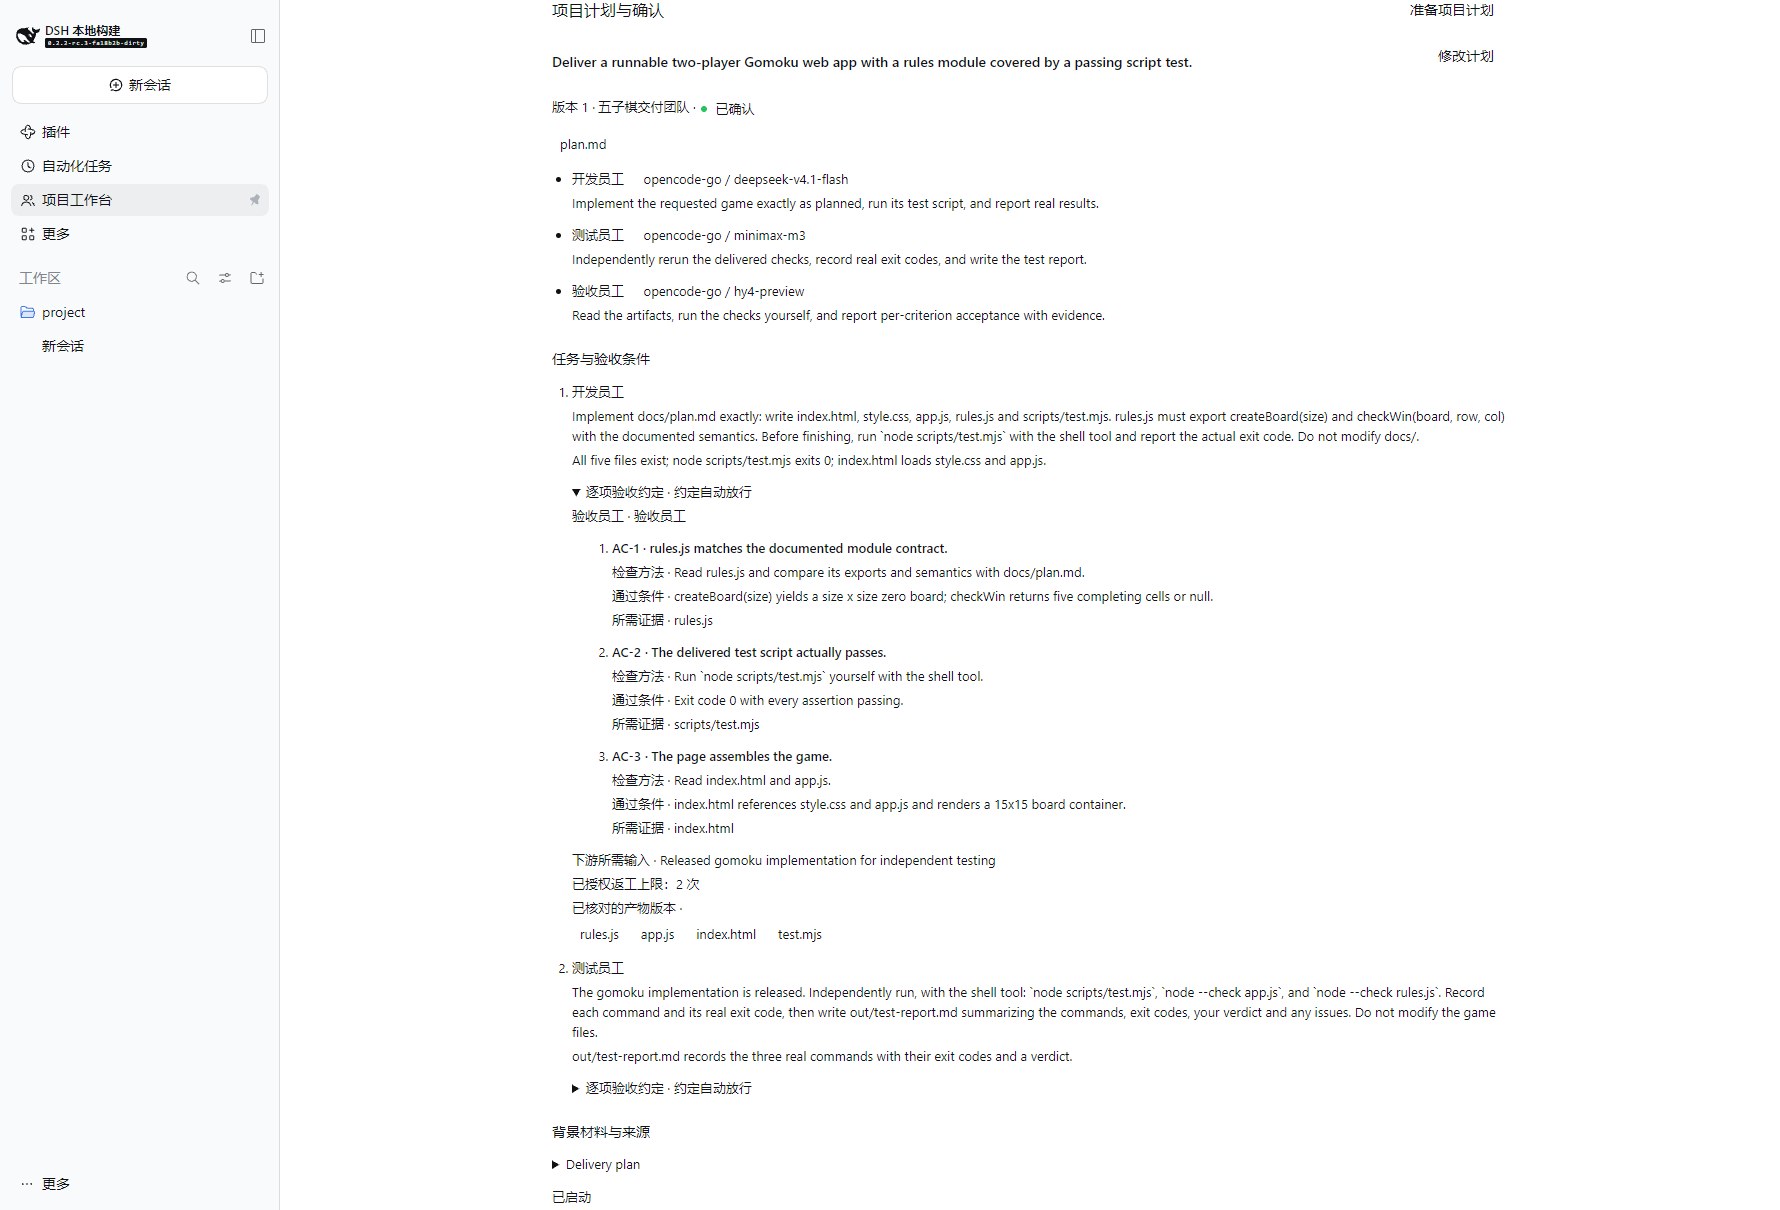 DSH 本地构建
新会话
插件
自动化任务
项目工作台
更多
工作区
project
新会话
更多
项目计划与确认
准备项目计划
修改计划
Deliver a runnable two-player Gomoku web app with a rules module covered by a passing script test.
版本 1 · 五子棋交付团队 · 已确认
plan.md
开发员工 opencode-go / deepseek-v4.1-flash
Implement the requested game exactly as planned, run its test script, and report real results.
测试员工 opencode-go / minimax-m3
Independently rerun the delivered checks, record real exit codes, and write the test report.
验收员工 opencode-go / hy4-preview
Read the artifacts, run the checks yourself, and report per-criterion acceptance with evidence.
任务与验收条件
1. 开发员工
Implement docs/plan.md exactly: write index.html, style.css, app.js, rules.js and scripts/test.mjs. rules.js must export createBoard(size) and checkWin(board, row, col)
with the documented semantics. Before finishing, run `node scripts/test.mjs` with the shell tool and report the actual exit code. Do not modify docs/.
All five files exist; node scripts/test.mjs exits 0; index.html loads style.css and app.js.
▼ 逐项验收约定 · 约定自动放行
验收员工 · 验收员工
1. AC-1 · rules.js matches the documented module contract.
检查方法 · Read rules.js and compare its exports and semantics with docs/plan.md.
通过条件 · createBoard(size) yields a size x size zero board; checkWin returns five completing cells or null.
所需证据 · rules.js
2. AC-2 · The delivered test script actually passes.
检查方法 · Run `node scripts/test.mjs` yourself with the shell tool.
通过条件 · Exit code 0 with every assertion passing.
所需证据 · scripts/test.mjs
3. AC-3 · The page assembles the game.
检查方法 · Read index.html and app.js.
通过条件 · index.html references style.css and app.js and renders a 15x15 board container.
所需证据 · index.html
下游所需输入 · Released gomoku implementation for independent testing
已授权返工上限：2 次
已核对的产物版本 ·
rules.js app.js index.html test.mjs
2. 测试员工
The gomoku implementation is released. Independently run, with the shell tool: `node scripts/test.mjs`, `node --check app.js`, and `node --check rules.js`. Record
each command and its real exit code, then write out/test-report.md summarizing the commands, exit codes, your verdict and any issues. Do not modify the game
files.
out/test-report.md records the three real commands with their exit codes and a verdict.
▶ 逐项验收约定 · 约定自动放行
背景材料与来源
▶ Delivery plan
已启动